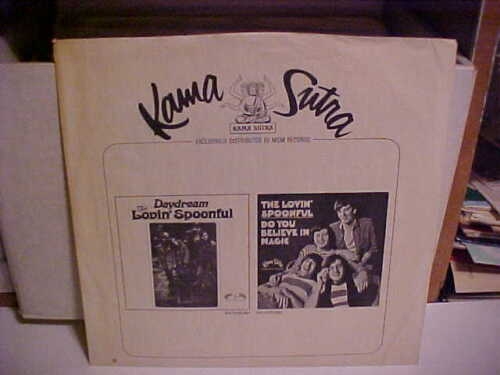 Kama Sutra
KAMA SUTRA
EXCLUSIVELY DISTRIBUTED BY MGM RECORDS
Daydream
The Lovin' Spoonful
THE LOVIN'
SPOONFUL
DO YOU
BELIEVE IN
MAGIC